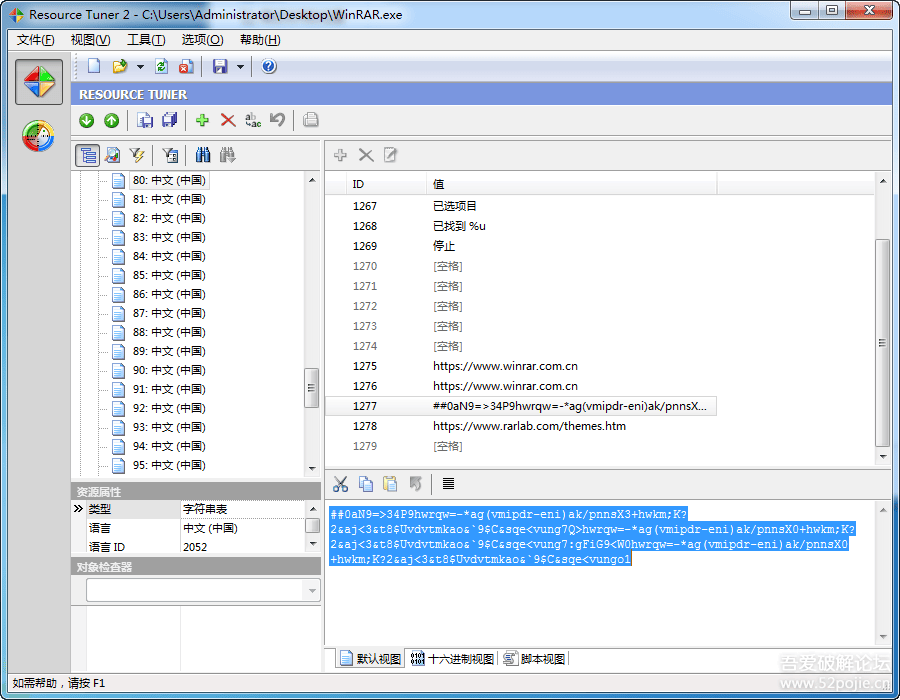 Resource Tuner 2 - C:\Users\Administrator\Desktop\WinRAR.exe
文件(F) 视图(V) 工具(T) 选项(O) 帮助(H)
RESOURCE TUNER
80: 中文 (中国)
81: 中文 (中国)
82: 中文 (中国)
83: 中文 (中国)
84: 中文 (中国)
85: 中文 (中国)
86: 中文 (中国)
87: 中文 (中国)
88: 中文 (中国)
89: 中文 (中国)
90: 中文 (中国)
91: 中文 (中国)
92: 中文 (中国)
93: 中文 (中国)
94: 中文 (中国)
95: 中文 (中国)
资源属性
类型 字符串表
语言 中文 (中国)
语言 ID 2052
对象检查器
ID 值
1267 已选项目
1268 已找到 %u
1269 停止
1270 [空格]
1271 [空格]
1272 [空格]
1273 [空格]
1274 [空格]
1275 https://www.winrar.com.cn
1276 https://www.winrar.com.cn
1277 ##0aN9=>34P9hwrqw=-*ag(vmipdr-eni)ak/pnnsX...
1278 https://www.rarlab.com/themes.htm
1279 [空格]
##0aN9=>34P9hwrqw=-*ag(vmipdr-eni)ak/pnnsX3+hwkm;K?
2&aj<3&t8$Uvdvtmkao&`9$C&sqe<vung7Q>hwrqw=-*ag(vmipdr-eni)ak/pnnsX0+hwkm;K?
2&aj<3&t8$Uvdvtmkao&`9$C&sqe<vung7:gFiG9<W0hwrqw=-*ag(vmipdr-eni)ak/pnnsX0
+hwkm;K?2&aj<3&t8$Uvdvtmkao&`9$C&sqe<vungo1
默认视图 十六进制视图 脚本视图
如需帮助，请按 F1
吾爱破解论坛
www.52pojie.cn